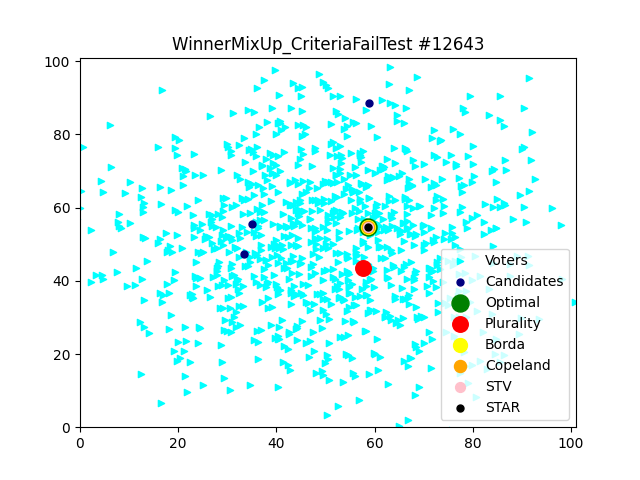 WinnerMixUp_CriteriaFailTest #12643
100
80
60
40
20
0
0
20
40
60
80
100
Voters
Candidates
Optimal
Plurality
Borda
Copeland
STV
STAR